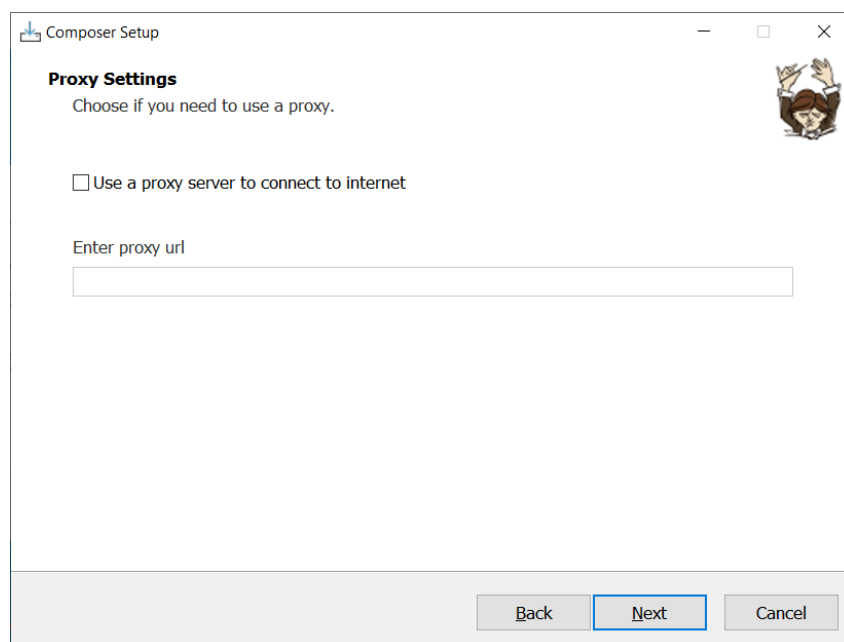 Composer Setup
Proxy Settings
Choose if you need to use a proxy.
Use a proxy server to connect to internet
Enter proxy url
Back Next Cancel